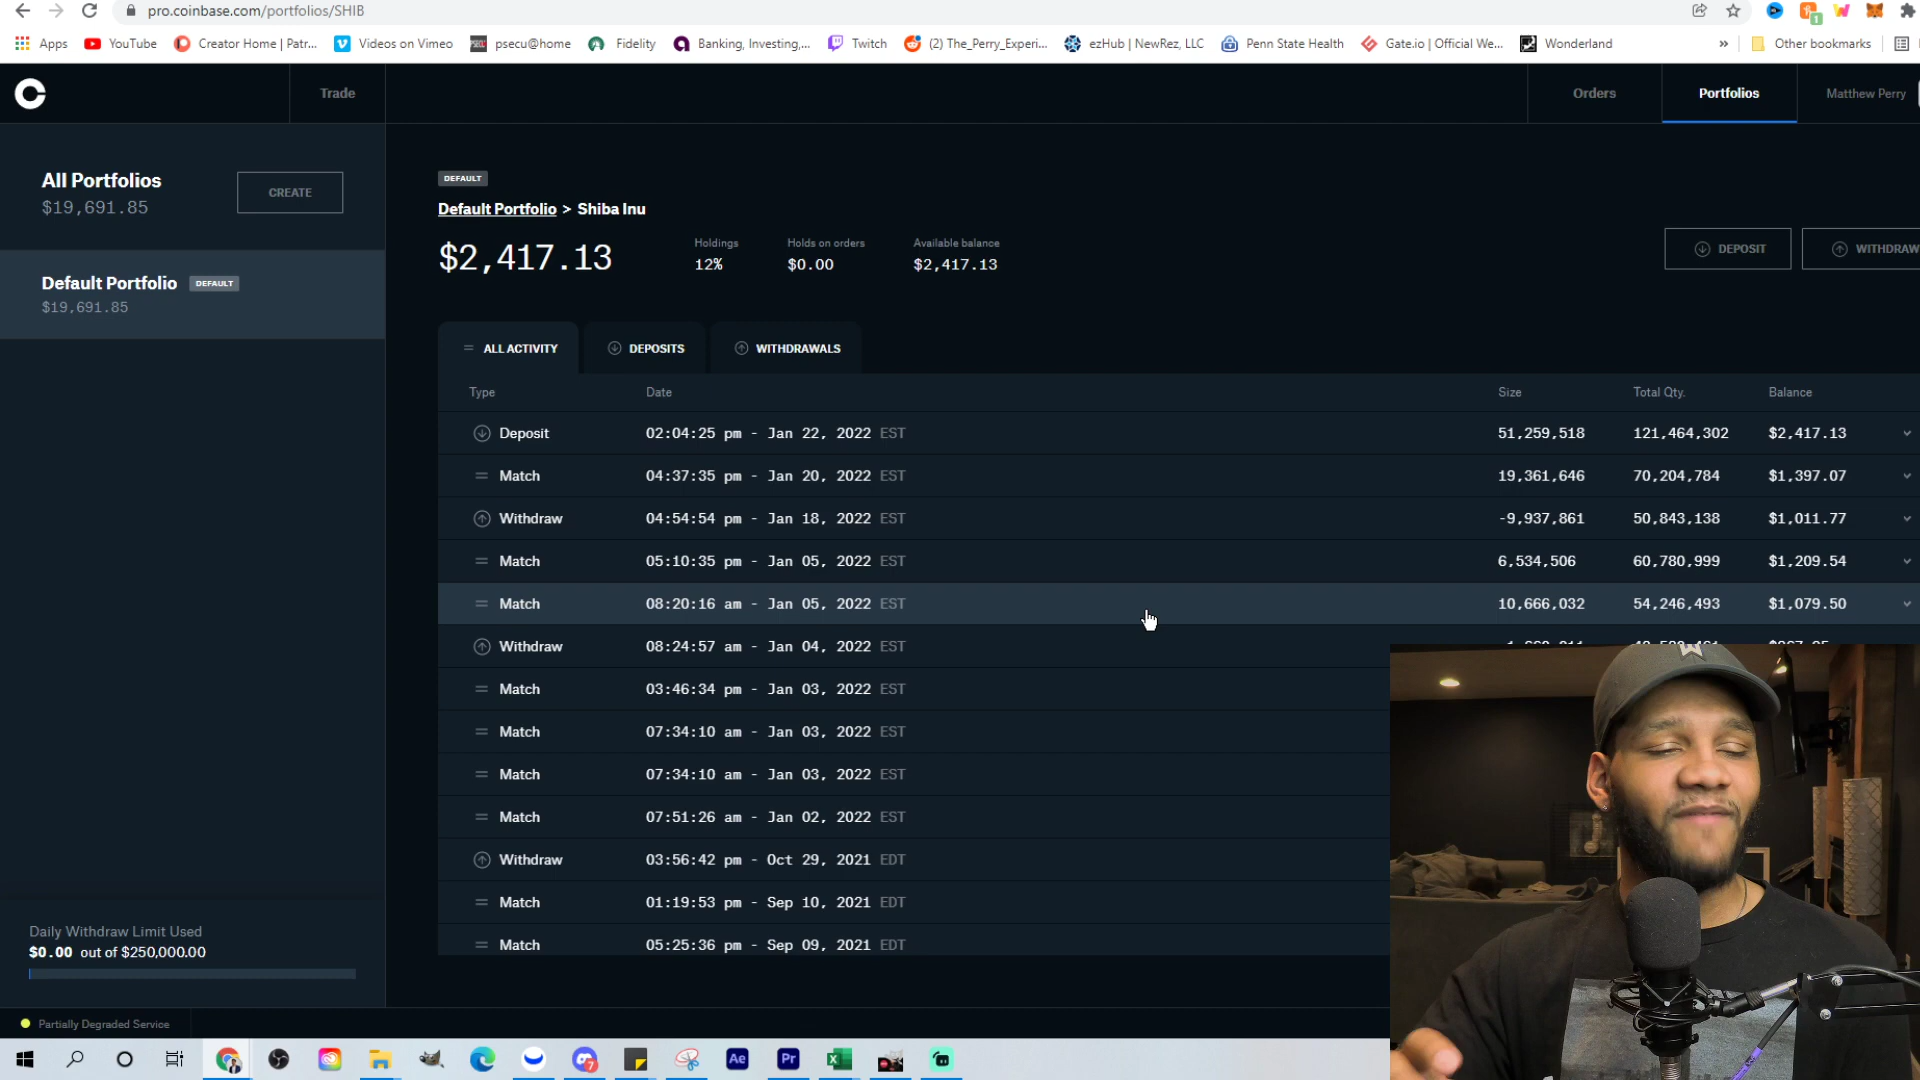 pro.coinbase.com/portfolios/SHIB
Apps YouTube Creator Home | Patr... Videos on Vimeo psecu@home Fidelity Banking, Investing,... Twitch (2) The_Perry_Experi... ezHub | NewRez, LLC Penn State Health Gate.io | Official We... Wonderland » Other bookmarks
Trade Orders Portfolios Matthew Perry
All Portfolios
$19,691.85
CREATE
Default Portfolio DEFAULT
$19,691.85
DEFAULT
Default Portfolio > Shiba Inu
$2,417.13
Holdings
12%
Holds on orders
$0.00
Available balance
$2,417.13
DEPOSIT WITHDRAW
ALL ACTIVITY DEPOSITS WITHDRAWALS
Type Date Size Total Qty. Balance
Deposit 02:04:25 pm - Jan 22, 2022 EST 51,259,518 121,464,302 $2,417.13
Match 04:37:35 pm - Jan 20, 2022 EST 19,361,646 70,204,784 $1,397.07
Withdraw 04:54:54 pm - Jan 18, 2022 EST -9,937,861 50,843,138 $1,011.77
Match 05:10:35 pm - Jan 05, 2022 EST 6,534,506 60,780,999 $1,209.54
Match 08:20:16 am - Jan 05, 2022 EST 10,666,032 54,246,493 $1,079.50
Withdraw 08:24:57 am - Jan 04, 2022 EST
Match 03:46:34 pm - Jan 03, 2022 EST
Match 07:34:10 am - Jan 03, 2022 EST
Match 07:34:10 am - Jan 03, 2022 EST
Match 07:51:26 am - Jan 02, 2022 EST
Withdraw 03:56:42 pm - Oct 29, 2021 EDT
Match 01:19:53 pm - Sep 10, 2021 EDT
Match 05:25:36 pm - Sep 09, 2021 EDT
Daily Withdraw Limit Used
$0.00 out of $250,000.00
Partially Degraded Service
Ae Pr